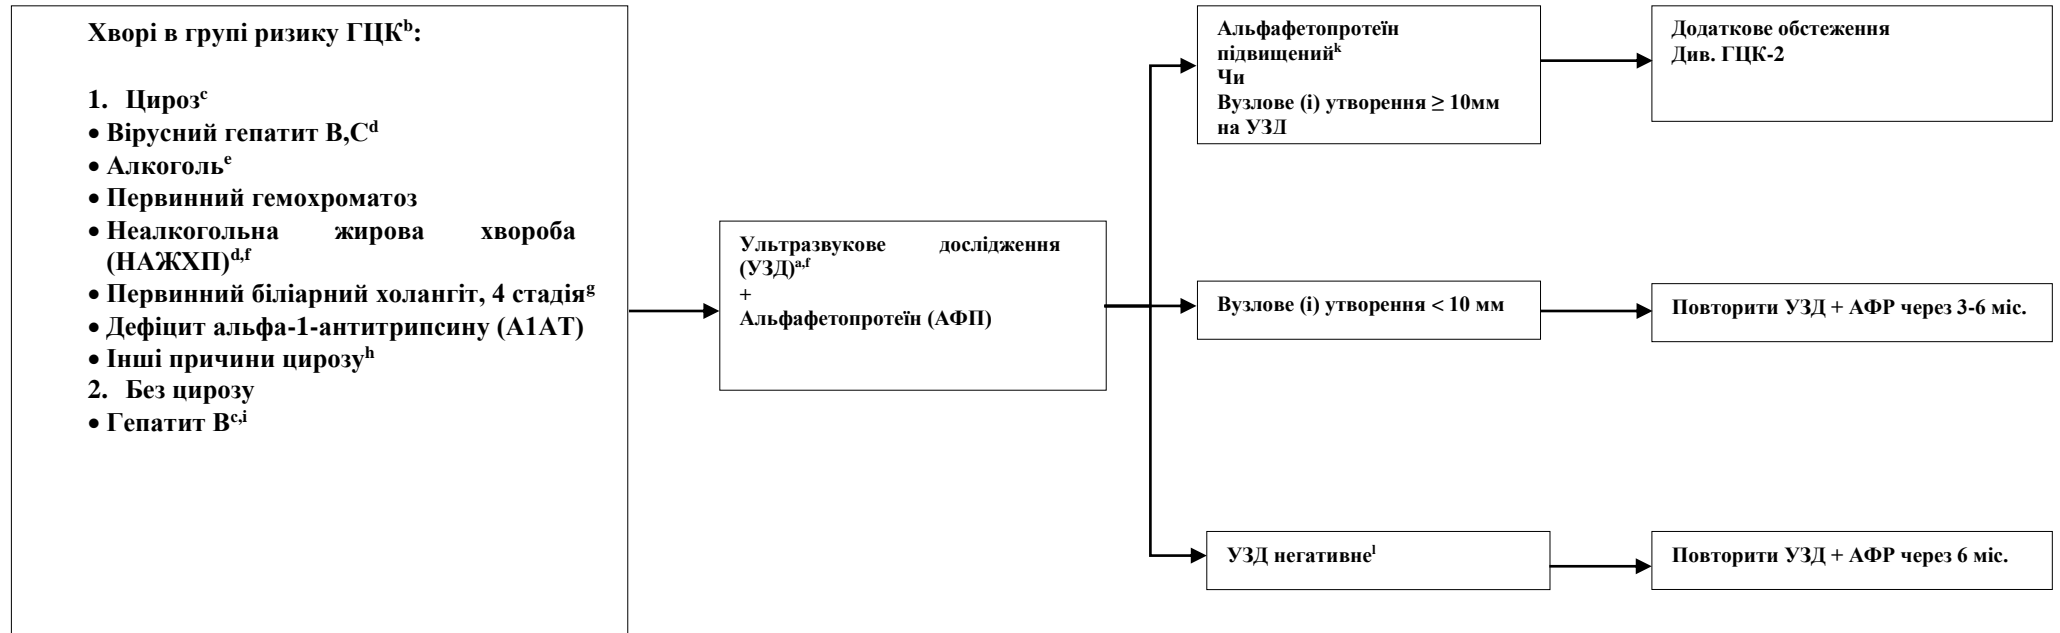 Хворі в групі ризику ГЦКᵇ:
1. Цирозᶜ
• Вірусний гепатит В,Сᵈ
• Алкогольᵉ
• Первинний гемохроматоз
• Неалкогольна жирова хвороба
(НАЖХП)ᵈ,ᶠ
• Первинний біліарний холангіт, 4 стадіяᵍ
• Дефіцит альфа-1-антитрипсину (А1АТ)
• Інші причини цирозуʰ
2. Без цирозу
• Гепатит Вᶜ,ⁱ
Ультразвукове дослідження
(УЗД)ᵃ,ᶠ
+
Альфафетопротеїн (АФП)
Альфафетопротеїн
підвищенийᵏ
Чи
Вузлове (і) утворення ≥ 10мм
на УЗД
Додаткове обстеження
Див. ГЦК-2
Вузлове (і) утворення < 10 мм
Повторити УЗД + АФР через 3-6 міс.
УЗД негативнеˡ
Повторити УЗД + АФР через 6 міс.